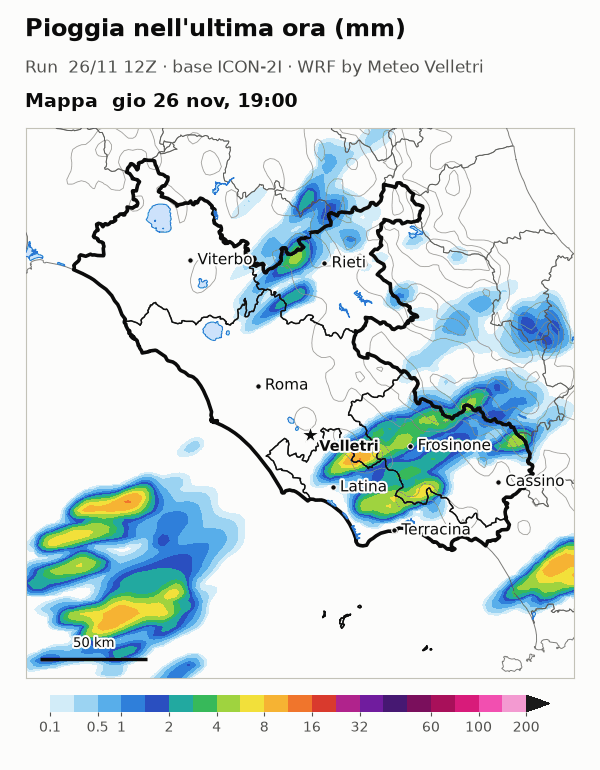 Pioggia nell'ultima ora (mm)
Run  26/11 12Z · base ICON-2I · WRF by Meteo Velletri
Mappa  gio 26 nov, 19:00
Viterbo
Rieti
Roma
Velletri
Frosinone
Latina
Cassino
Terracina
50 km
0.1 0.5 1 2 4 8 16 32 60 100 200